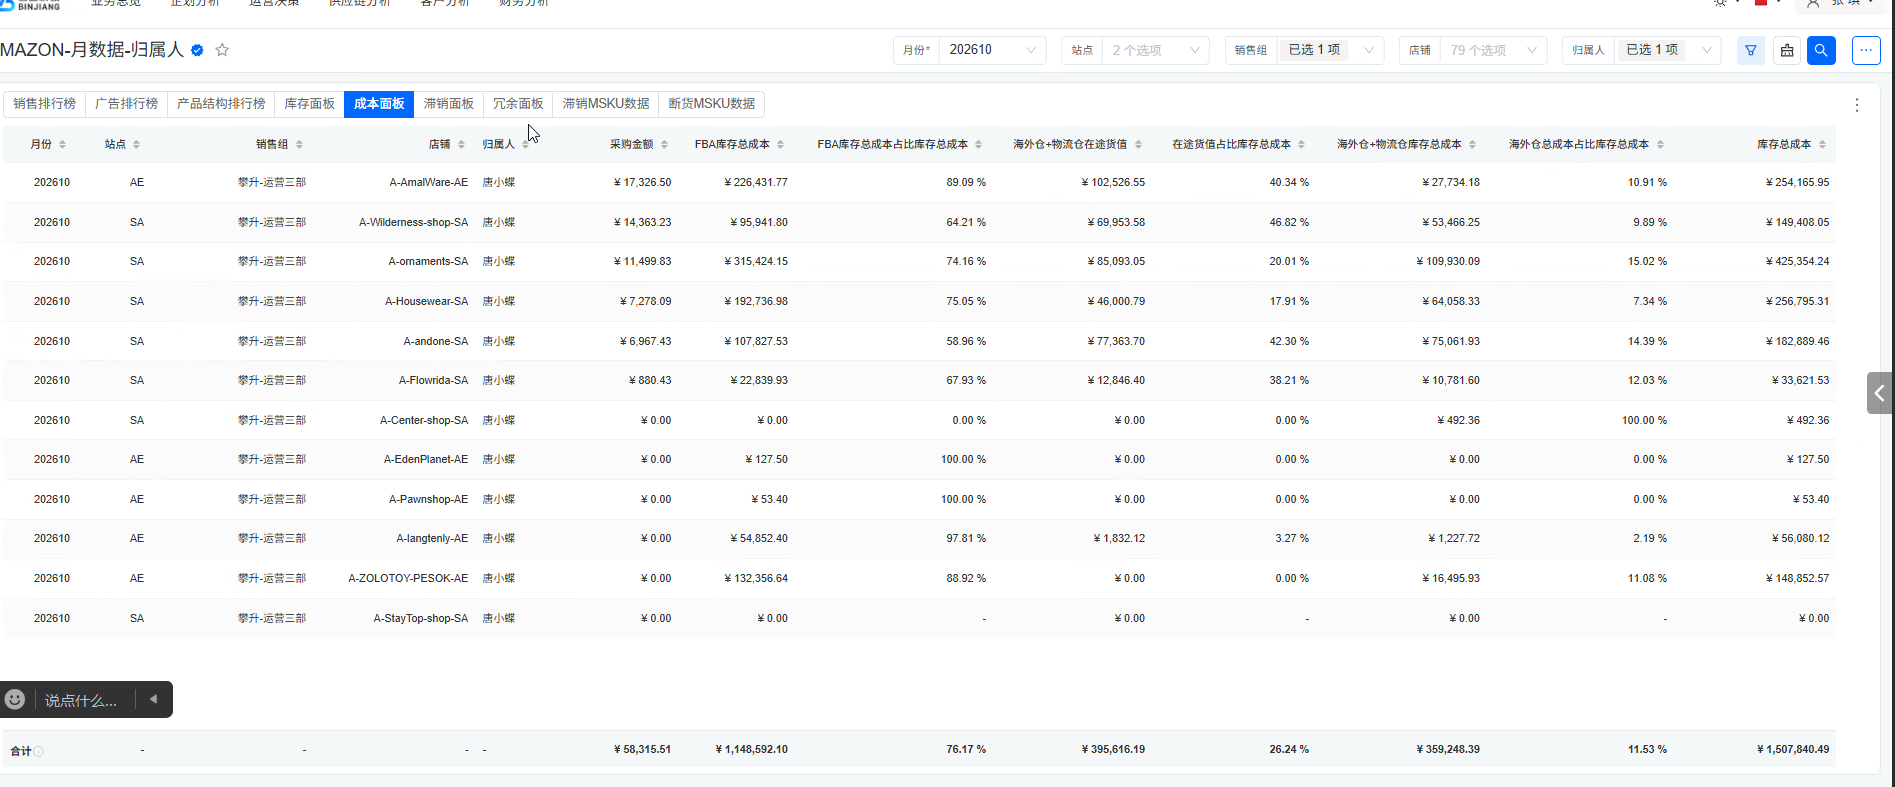 BINJIANG 业务总览 企划分析 运营决策 供应链分析 客户分析 财务分析 张 琪
MAZON-月数据-归属人 月份* 202610 站点 2 个选项 销售组 已选 1 项 店铺 79 个选项 归属人 已选 1 项
销售排行榜 广告排行榜 产品结构排行榜 库存面板 成本面板 滞销面板 冗余面板 滞销MSKU数据 断货MSKU数据
月份 站点 销售组 店铺 归属人 采购金额 FBA库存总成本 FBA库存总成本占比库存总成本 海外仓+物流仓在途货值 在途货值占比库存总成本 海外仓+物流仓库存总成本 海外仓总成本占比库存总成本 库存总成本
202610 AE 攀升-运营三部 A-AmalWare-AE 唐小蝶 ¥ 17,326.50 ¥ 226,431.77 89.09 % ¥ 102,526.55 40.34 % ¥ 27,734.18 10.91 % ¥ 254,165.95
202610 SA 攀升-运营三部 A-Wilderness-shop-SA 唐小蝶 ¥ 14,363.23 ¥ 95,941.80 64.21 % ¥ 69,953.58 46.82 % ¥ 53,466.25 9.89 % ¥ 149,408.05
202610 SA 攀升-运营三部 A-ornaments-SA 唐小蝶 ¥ 11,499.83 ¥ 315,424.15 74.16 % ¥ 85,093.05 20.01 % ¥ 109,930.09 15.02 % ¥ 425,354.24
202610 SA 攀升-运营三部 A-Housewear-SA 唐小蝶 ¥ 7,278.09 ¥ 192,736.98 75.05 % ¥ 46,000.79 17.91 % ¥ 64,058.33 7.34 % ¥ 256,795.31
202610 SA 攀升-运营三部 A-andone-SA 唐小蝶 ¥ 6,967.43 ¥ 107,827.53 58.96 % ¥ 77,363.70 42.30 % ¥ 75,061.93 14.39 % ¥ 182,889.46
202610 SA 攀升-运营三部 A-Flowrida-SA 唐小蝶 ¥ 880.43 ¥ 22,839.93 67.93 % ¥ 12,846.40 38.21 % ¥ 10,781.60 12.03 % ¥ 33,621.53
202610 SA 攀升-运营三部 A-Center-shop-SA 唐小蝶 ¥ 0.00 ¥ 0.00 0.00 % ¥ 0.00 0.00 % ¥ 492.36 100.00 % ¥ 492.36
202610 AE 攀升-运营三部 A-EdenPlanet-AE 唐小蝶 ¥ 0.00 ¥ 127.50 100.00 % ¥ 0.00 0.00 % ¥ 0.00 0.00 % ¥ 127.50
202610 AE 攀升-运营三部 A-Pawnshop-AE 唐小蝶 ¥ 0.00 ¥ 53.40 100.00 % ¥ 0.00 0.00 % ¥ 0.00 0.00 % ¥ 53.40
202610 AE 攀升-运营三部 A-langtenly-AE 唐小蝶 ¥ 0.00 ¥ 54,852.40 97.81 % ¥ 1,832.12 3.27 % ¥ 1,227.72 2.19 % ¥ 56,080.12
202610 AE 攀升-运营三部 A-ZOLOTOY-PESOK-AE 唐小蝶 ¥ 0.00 ¥ 132,356.64 88.92 % ¥ 0.00 0.00 % ¥ 16,495.93 11.08 % ¥ 148,852.57
202610 SA 攀升-运营三部 A-StayTop-shop-SA 唐小蝶 ¥ 0.00 ¥ 0.00 - ¥ 0.00 - ¥ 0.00 - ¥ 0.00
说点什么...
合计 - - - - ¥ 58,315.51 ¥ 1,148,592.10 76.17 % ¥ 395,616.19 26.24 % ¥ 359,248.39 11.53 % ¥ 1,507,840.49